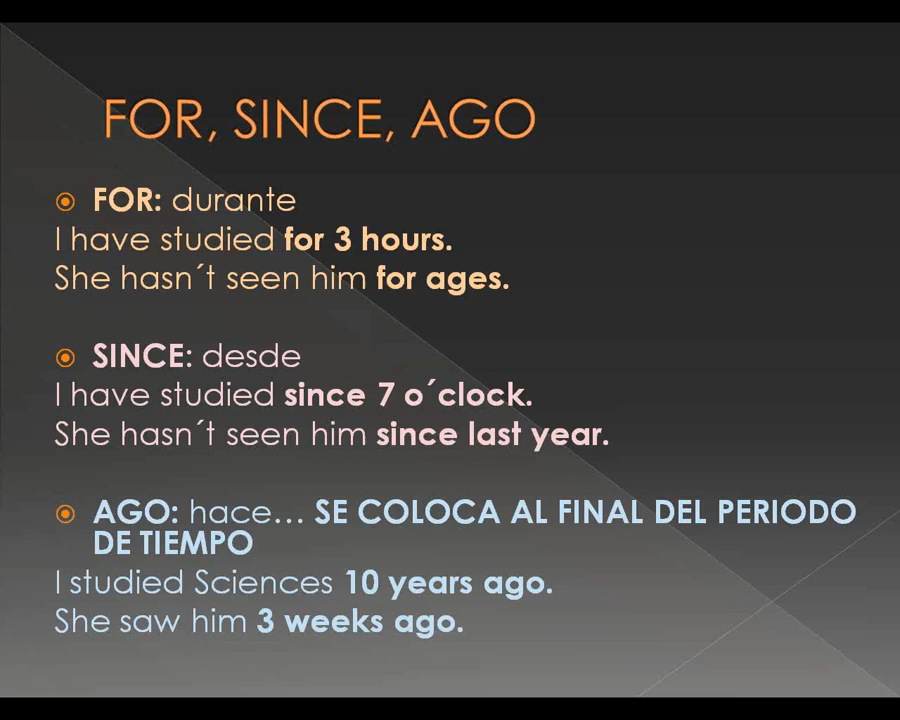 FOR, SINCE, AGO
FOR: durante
I have studied for 3 hours.
She hasn´t seen him for ages.
SINCE: desde
I have studied since 7 o´clock.
She hasn´t seen him since last year.
AGO: hace… SE COLOCA AL FINAL DEL PERIODO
DE TIEMPO
I studied Sciences 10 years ago.
She saw him 3 weeks ago.